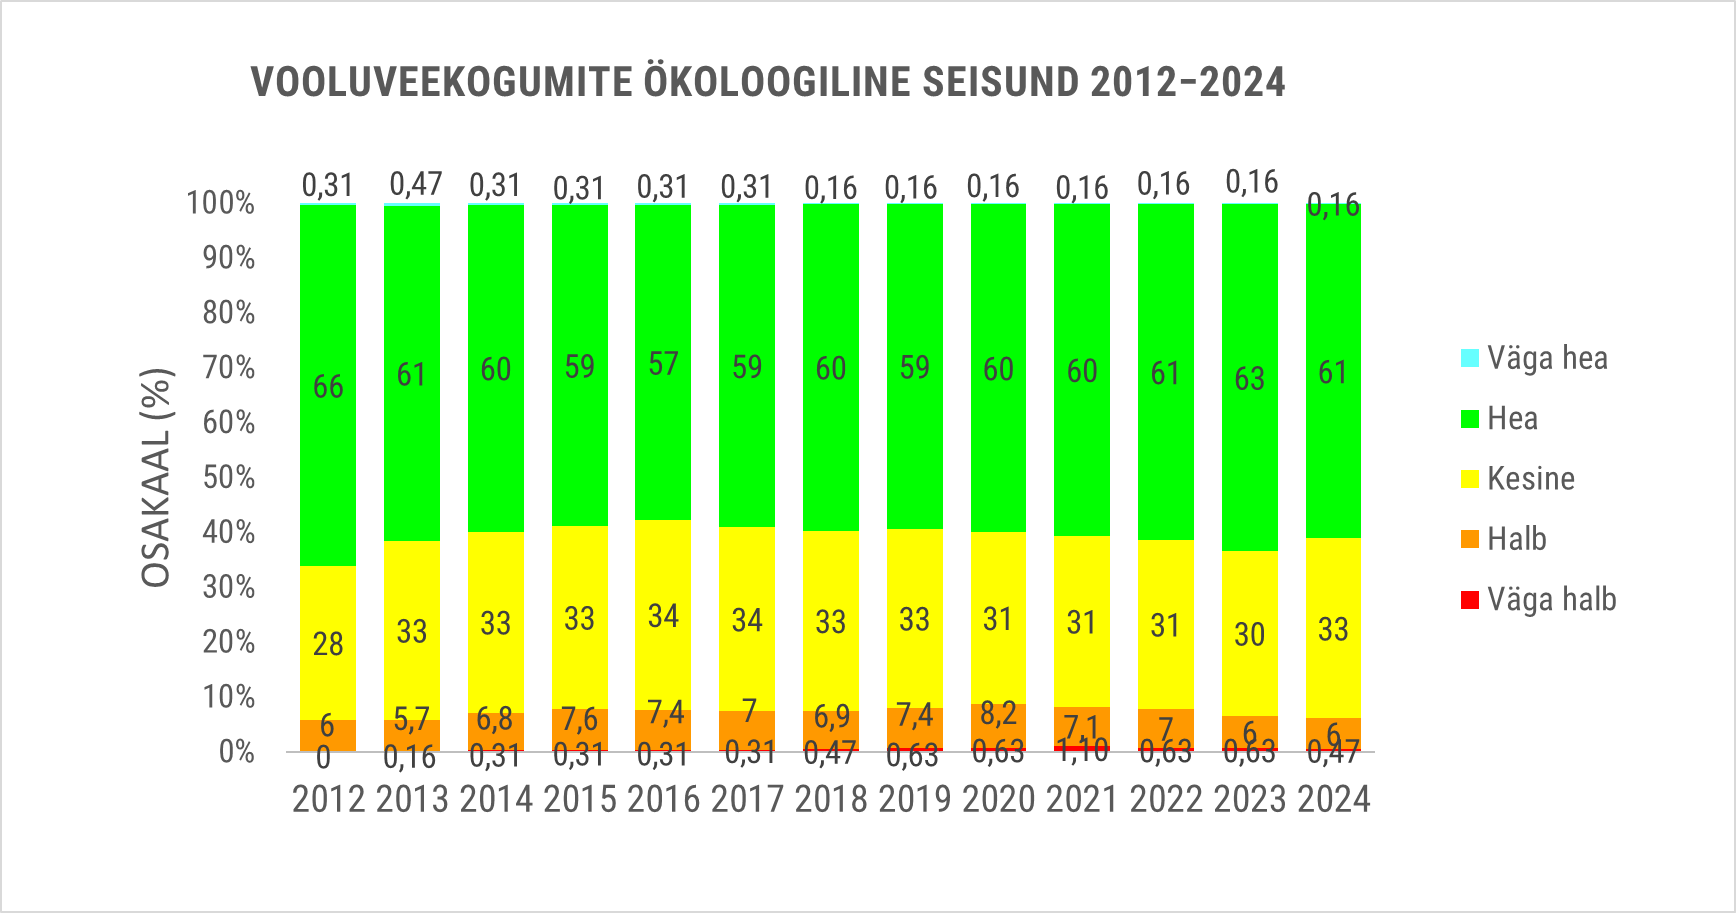 VOOLUVEEKOGUMITE ÖKOLOOGILINE SEISUND 2012–2024
0,31 0,47 0,31 0,31 0,31 0,31 0,16 0,16 0,16 0,16 0,16 0,16 0,16
100%
90%
80%
70%
60%
50%
40%
30%
20%
10%
0%
OSAKAAL (%)
66 61 60 59 57 59 60 59 60 60 61 63 61
28 33 33 33 34 34 33 33 31 31 31 30 33
6 5,7 6,8 7,6 7,4 7 6,9 7,4 8,2 7,1 7 6 6
0 0,16 0,31 0,31 0,31 0,31 0,47 0,63 0,63 1,10 0,63 0,63 0,47
2012 2013 2014 2015 2016 2017 2018 2019 2020 2021 2022 2023 2024
Väga hea
Hea
Kesine
Halb
Väga halb